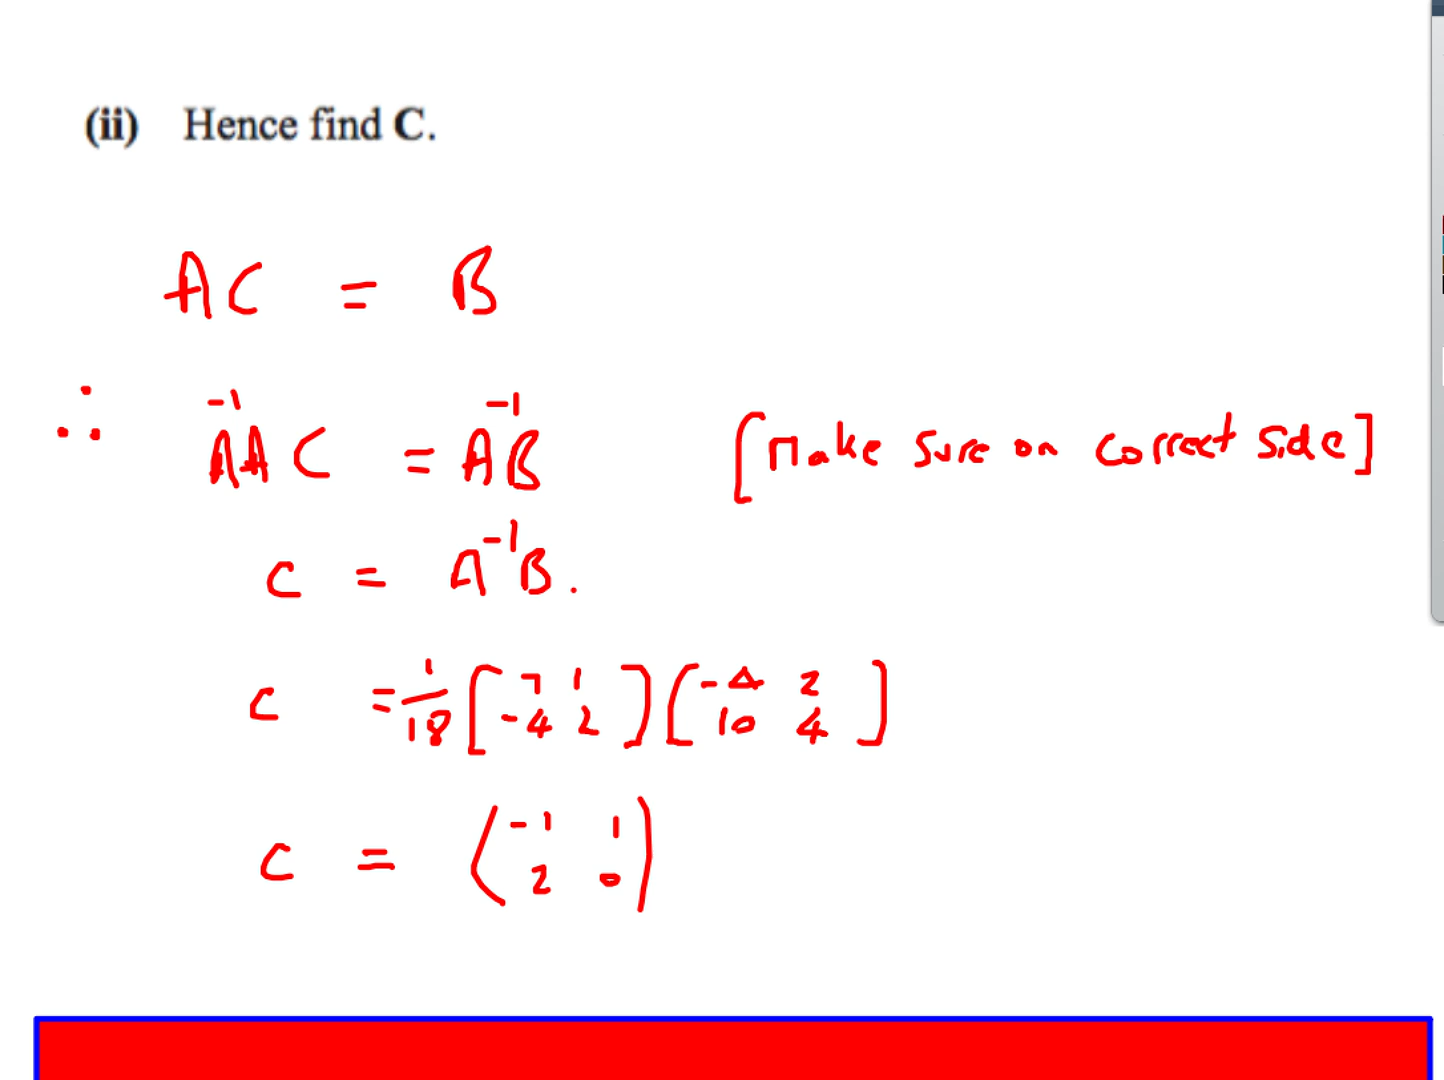 (ii) Hence find C.
AC = B
∴ A⁻¹AC = A⁻¹B [Make sure on correct side]
C = A⁻¹B.
C = 1/18 [7 1
-4 2] [-4 2
10 4]
C = (-1 1
2 0)